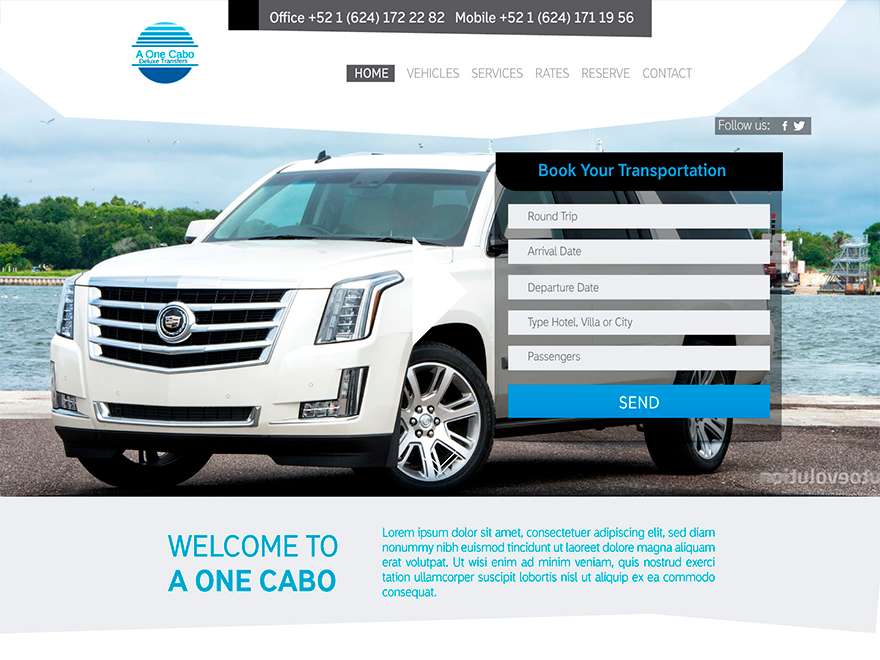 Office +52 1 (624) 172 22 82   Mobile +52 1 (624) 171 19 56
A One Cabo
Deluxe Transfers
HOME VEHICLES SERVICES RATES RESERVE CONTACT
Follow us:
Book Your Transportation
Round Trip
Arrival Date
Departure Date
Type Hotel, Villa or City
Passengers
SEND
WELCOME TO
A ONE CABO
Lorem ipsum dolor sit amet, consectetuer adipiscing elit, sed diam
nonummy nibh euismod tincidunt ut laoreet dolore magna aliquam
erat volutpat. Ut wisi enim ad minim veniam, quis nostrud exerci
tation ullamcorper suscipit lobortis nisl ut aliquip ex ea commodo
consequat.